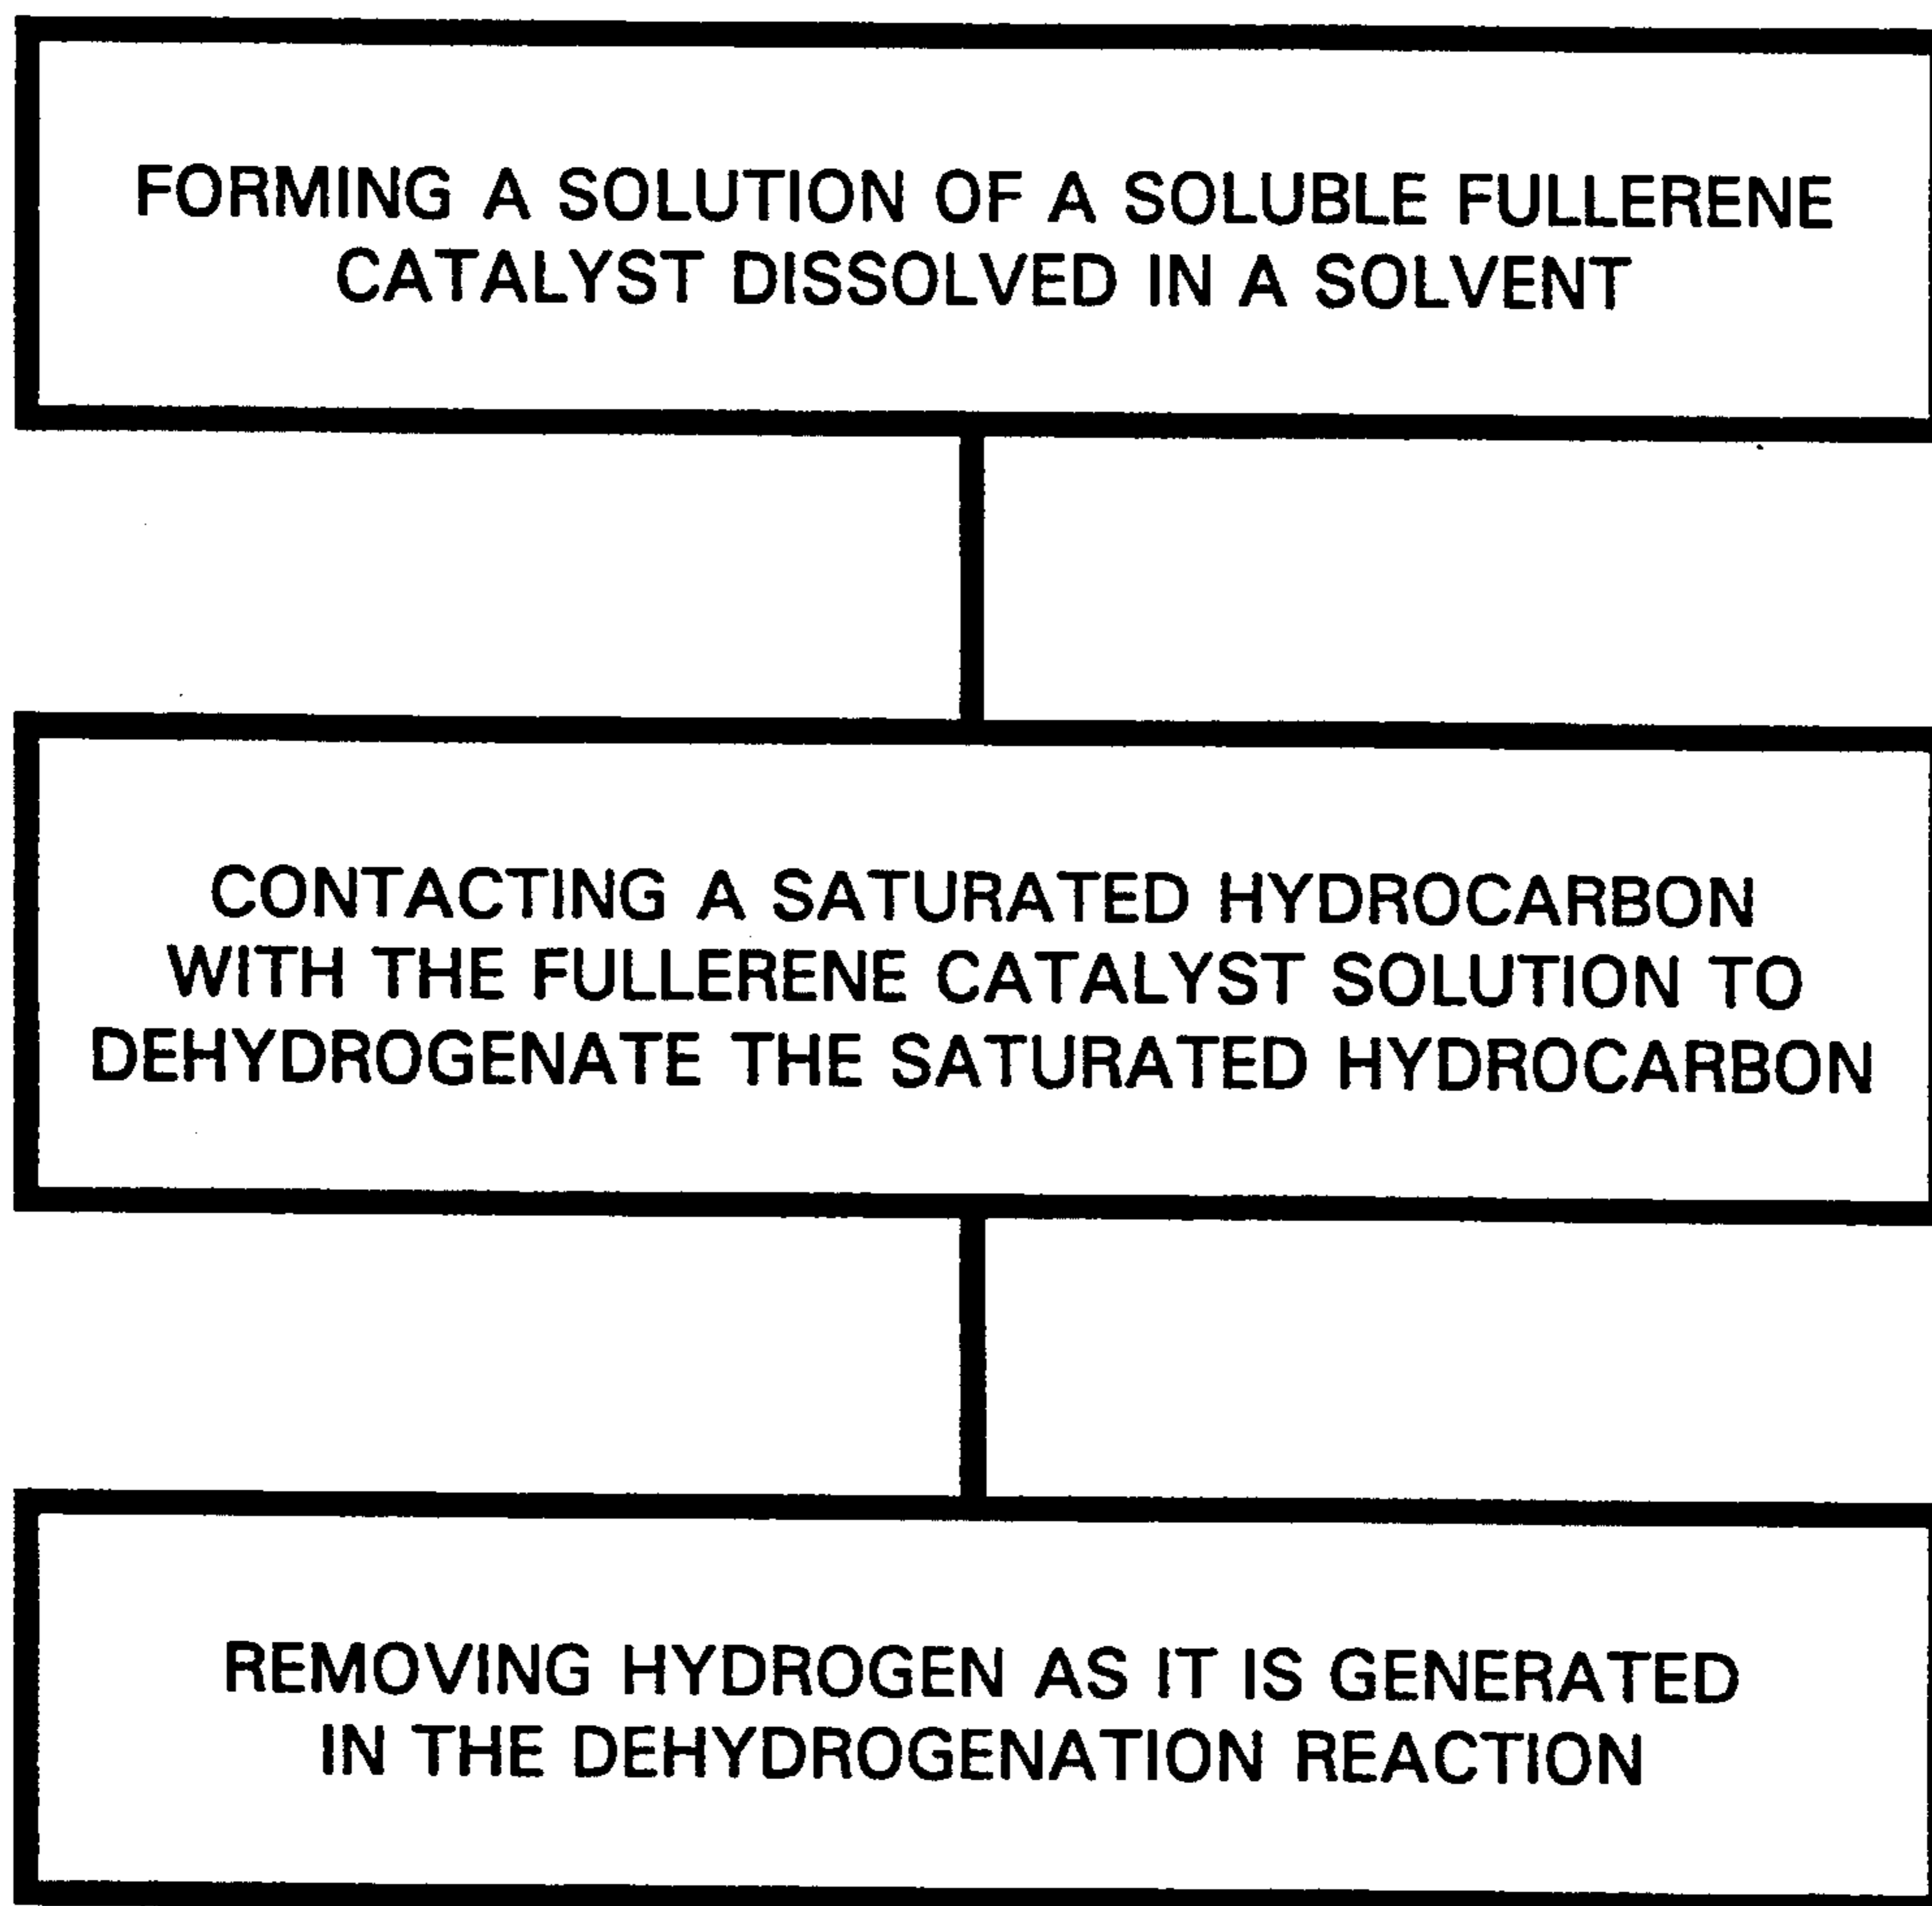 FORMING A SOLUTION OF A SOLUBLE FULLERENE
CATALYST DISSOLVED IN A SOLVENT
CONTACTING A SATURATED HYDROCARBON
WITH THE FULLERENE CATALYST SOLUTION TO
DEHYDROGENATE THE SATURATED HYDROCARBON
REMOVING HYDROGEN AS IT IS GENERATED
IN THE DEHYDROGENATION REACTION